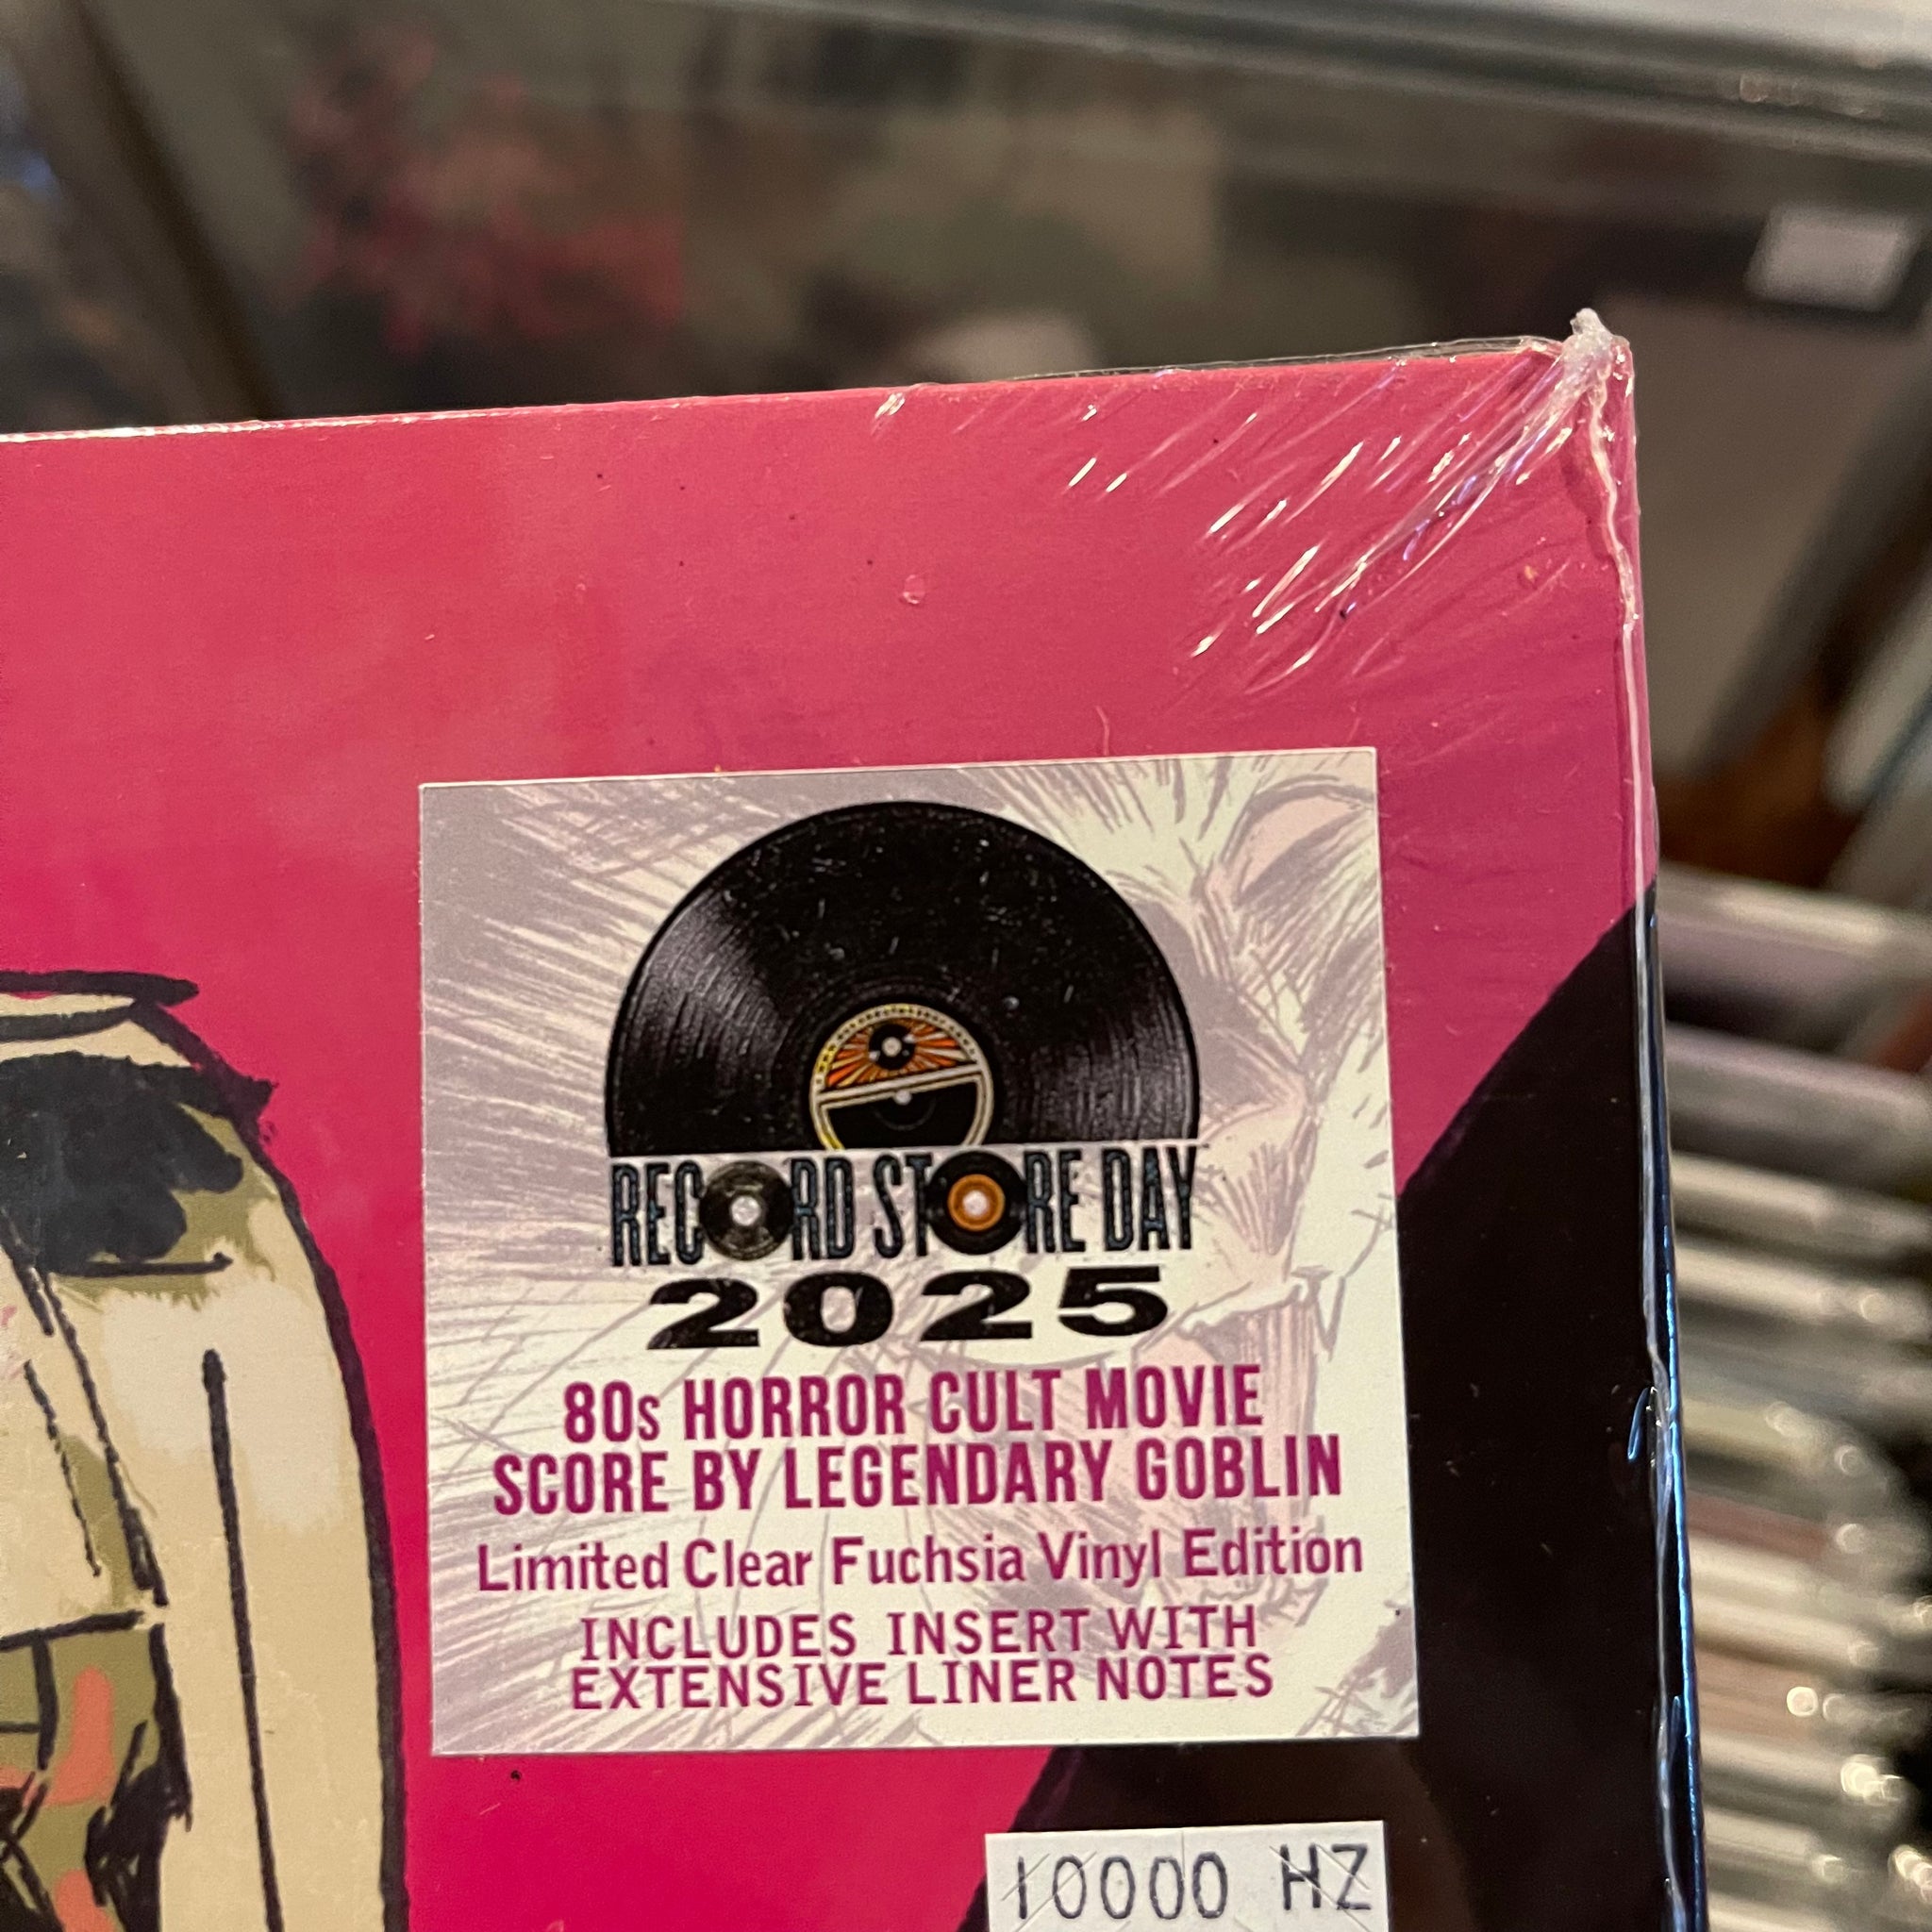 RECORD STORE DAY
2025
80s HORROR CULT MOVIE
SCORE BY LEGENDARY GOBLIN
Limited Clear Fuchsia Vinyl Edition
INCLUDES INSERT WITH
EXTENSIVE LINER NOTES
10000 HZ